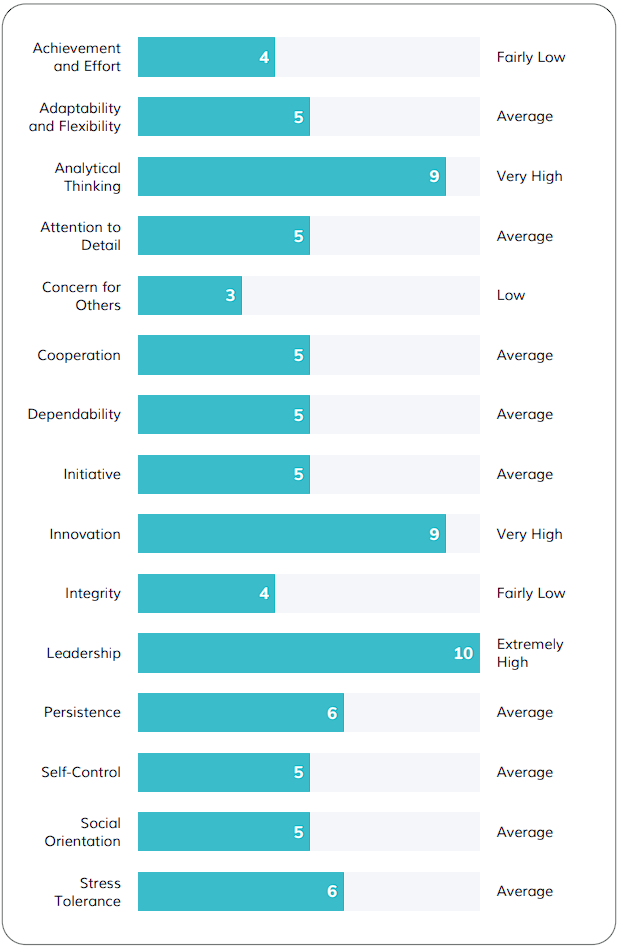 Achievement
and Effort
4
Fairly Low
Adaptability
and Flexibility
5
Average
Analytical
Thinking
9
Very High
Attention to
Detail
5
Average
Concern for
Others
3
Low
Cooperation
5
Average
Dependability
5
Average
Initiative
5
Average
Innovation
9
Very High
Integrity
4
Fairly Low
Leadership
10
Extremely
High
Persistence
6
Average
Self-Control
5
Average
Social
Orientation
5
Average
Stress
Tolerance
6
Average